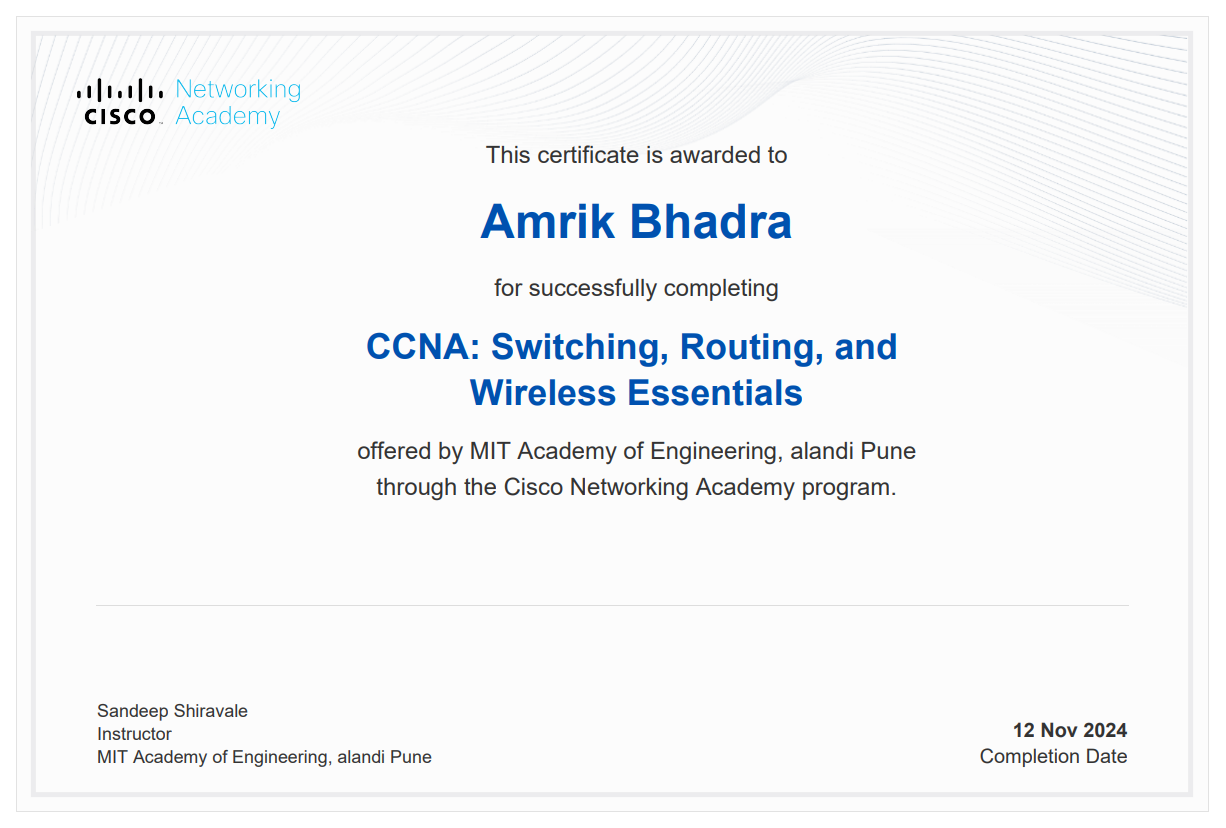 Networking
Academy
CISCO
This certificate is awarded to
Amrik Bhadra
for successfully completing
CCNA: Switching, Routing, and
Wireless Essentials
offered by MIT Academy of Engineering, alandi Pune
through the Cisco Networking Academy program.
Sandeep Shiravale
Instructor
MIT Academy of Engineering, alandi Pune
12 Nov 2024
Completion Date